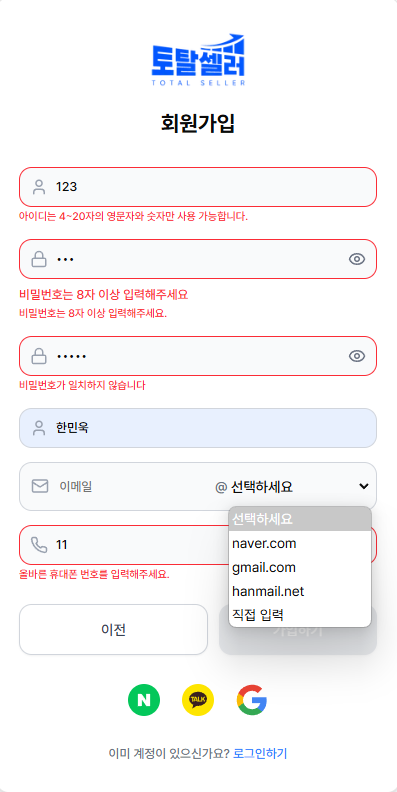 토탈셀러
TOTAL SELLER
회원가입
123
아이디는 4~20자의 영문자와 숫자만 사용 가능합니다.
•••
비밀번호는 8자 이상 입력해주세요
비밀번호는 8자 이상 입력해주세요.
•••••
비밀번호가 일치하지 않습니다
한민욱
이메일 @ 선택하세요
선택하세요
naver.com
gmail.com
hanmail.net
직접 입력
11
올바른 휴대폰 번호를 입력해주세요.
이전
가입하기
N TALK G
이미 계정이 있으신가요? 로그인하기